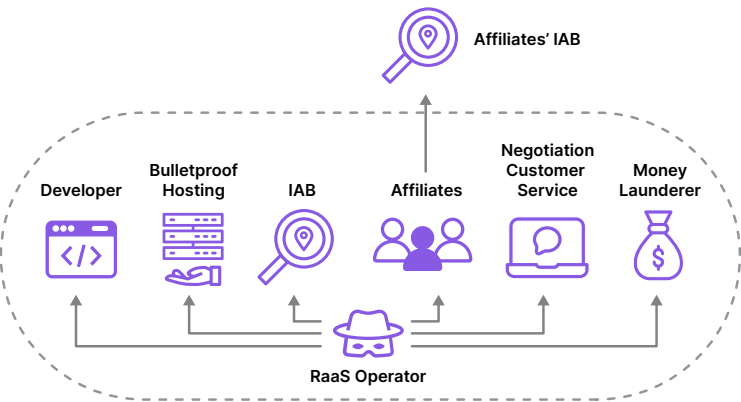 Affiliates’ IAB
Developer
Bulletproof
Hosting
IAB
Affiliates
Negotiation
Customer
Service
Money
Launderer
</>
$
RaaS Operator